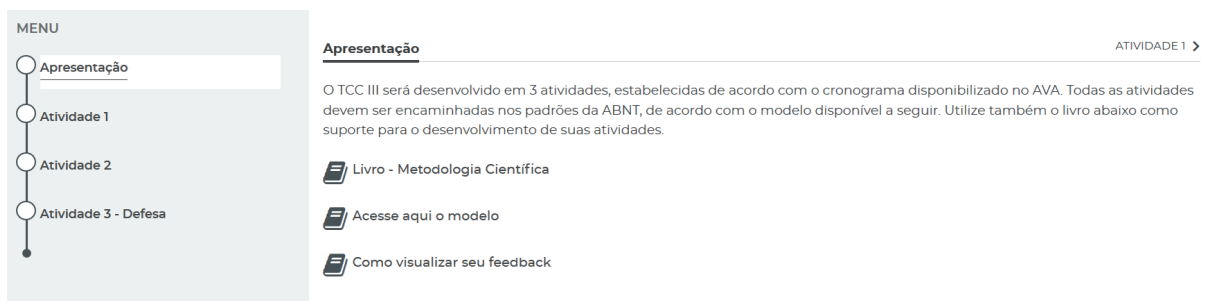 MENU
Apresentação
Atividade 1
Atividade 2
Atividade 3 - Defesa
Apresentação
ATIVIDADE 1
O TCC III será desenvolvido em 3 atividades, estabelecidas de acordo com o cronograma disponibilizado no AVA. Todas as atividades
devem ser encaminhadas nos padrões da ABNT, de acordo com o modelo disponível a seguir. Utilize também o livro abaixo como
suporte para o desenvolvimento de suas atividades.
Livro - Metodologia Científica
Acesse aqui o modelo
Como visualizar seu feedback